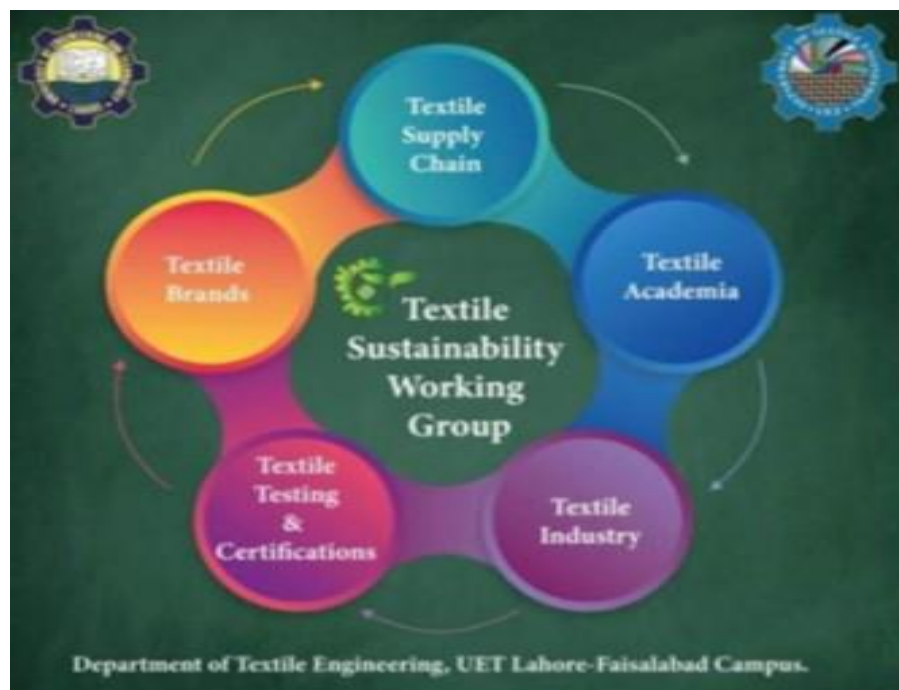 Textile
Supply
Chain
Textile
Academia
Textile
Industry
Textile
Testing
&
Certifications
Textile
Brands
Textile
Sustainability
Working
Group
Department of Textile Engineering, UET Lahore-Faisalabad Campus.